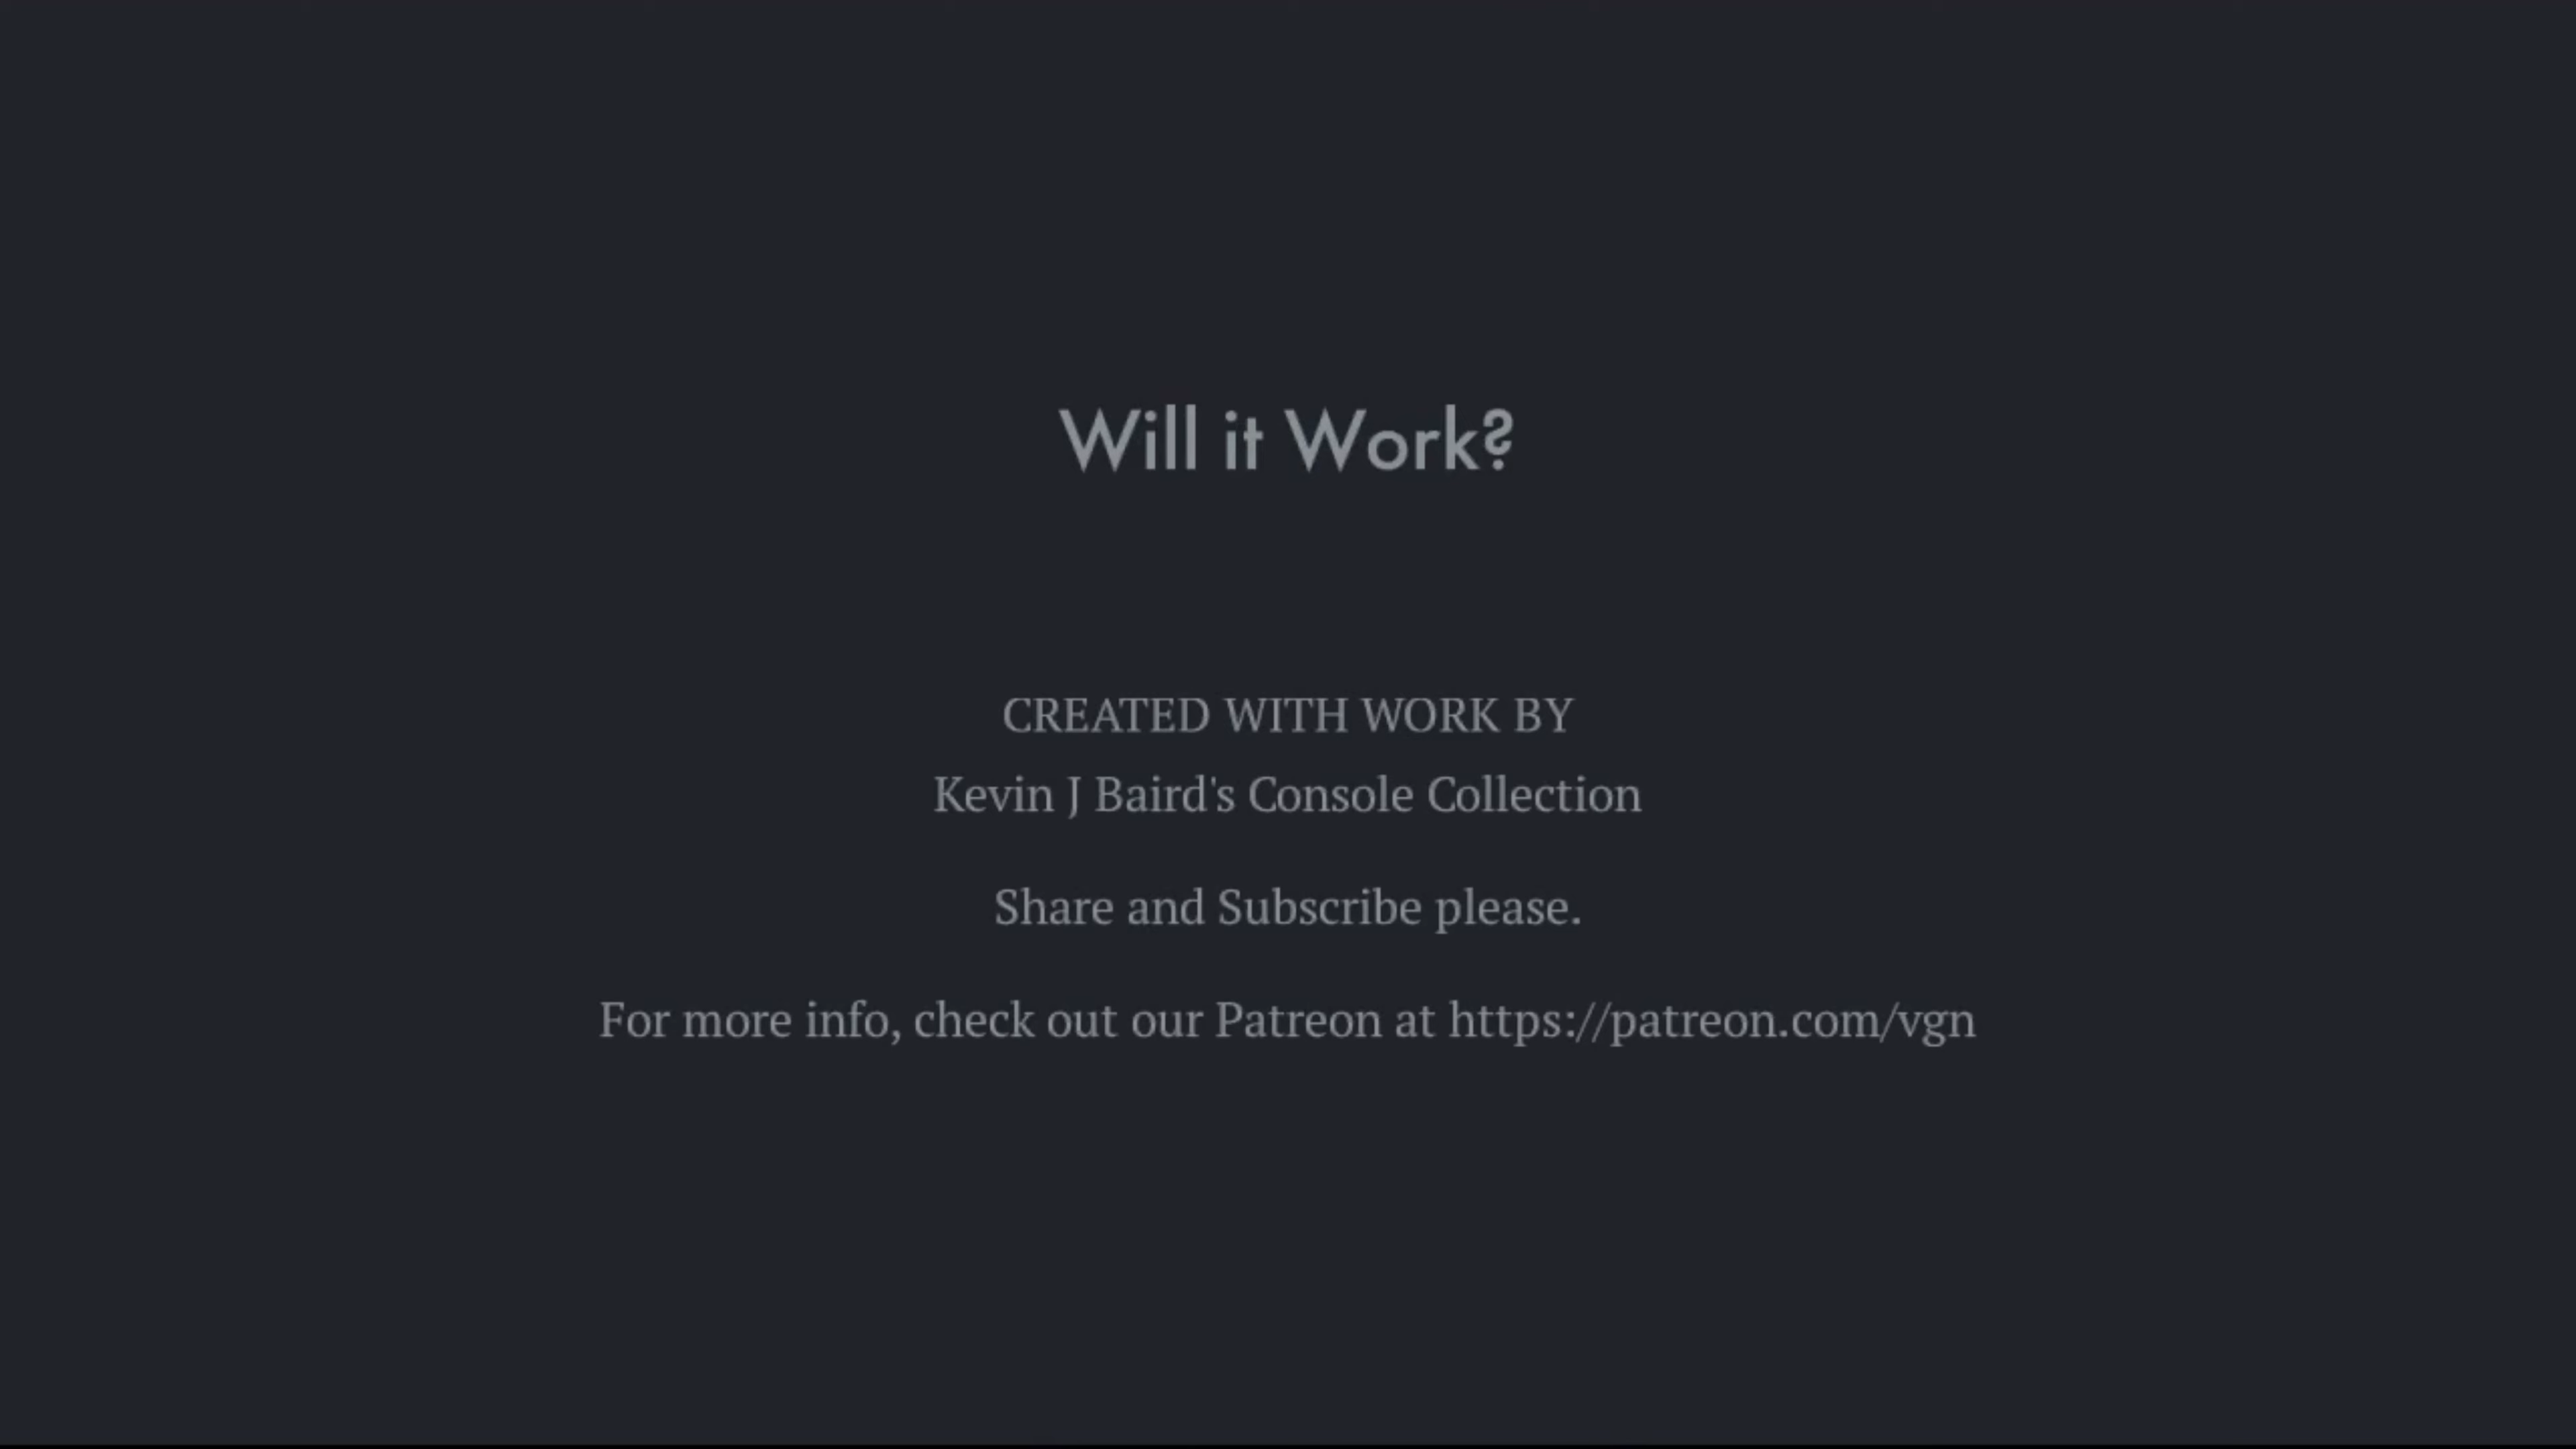 Will it Work?
CREATED WITH WORK BY
Kevin J Baird's Console Collection
Share and Subscribe please.
For more info, check out our Patreon at https://patreon.com/vgn